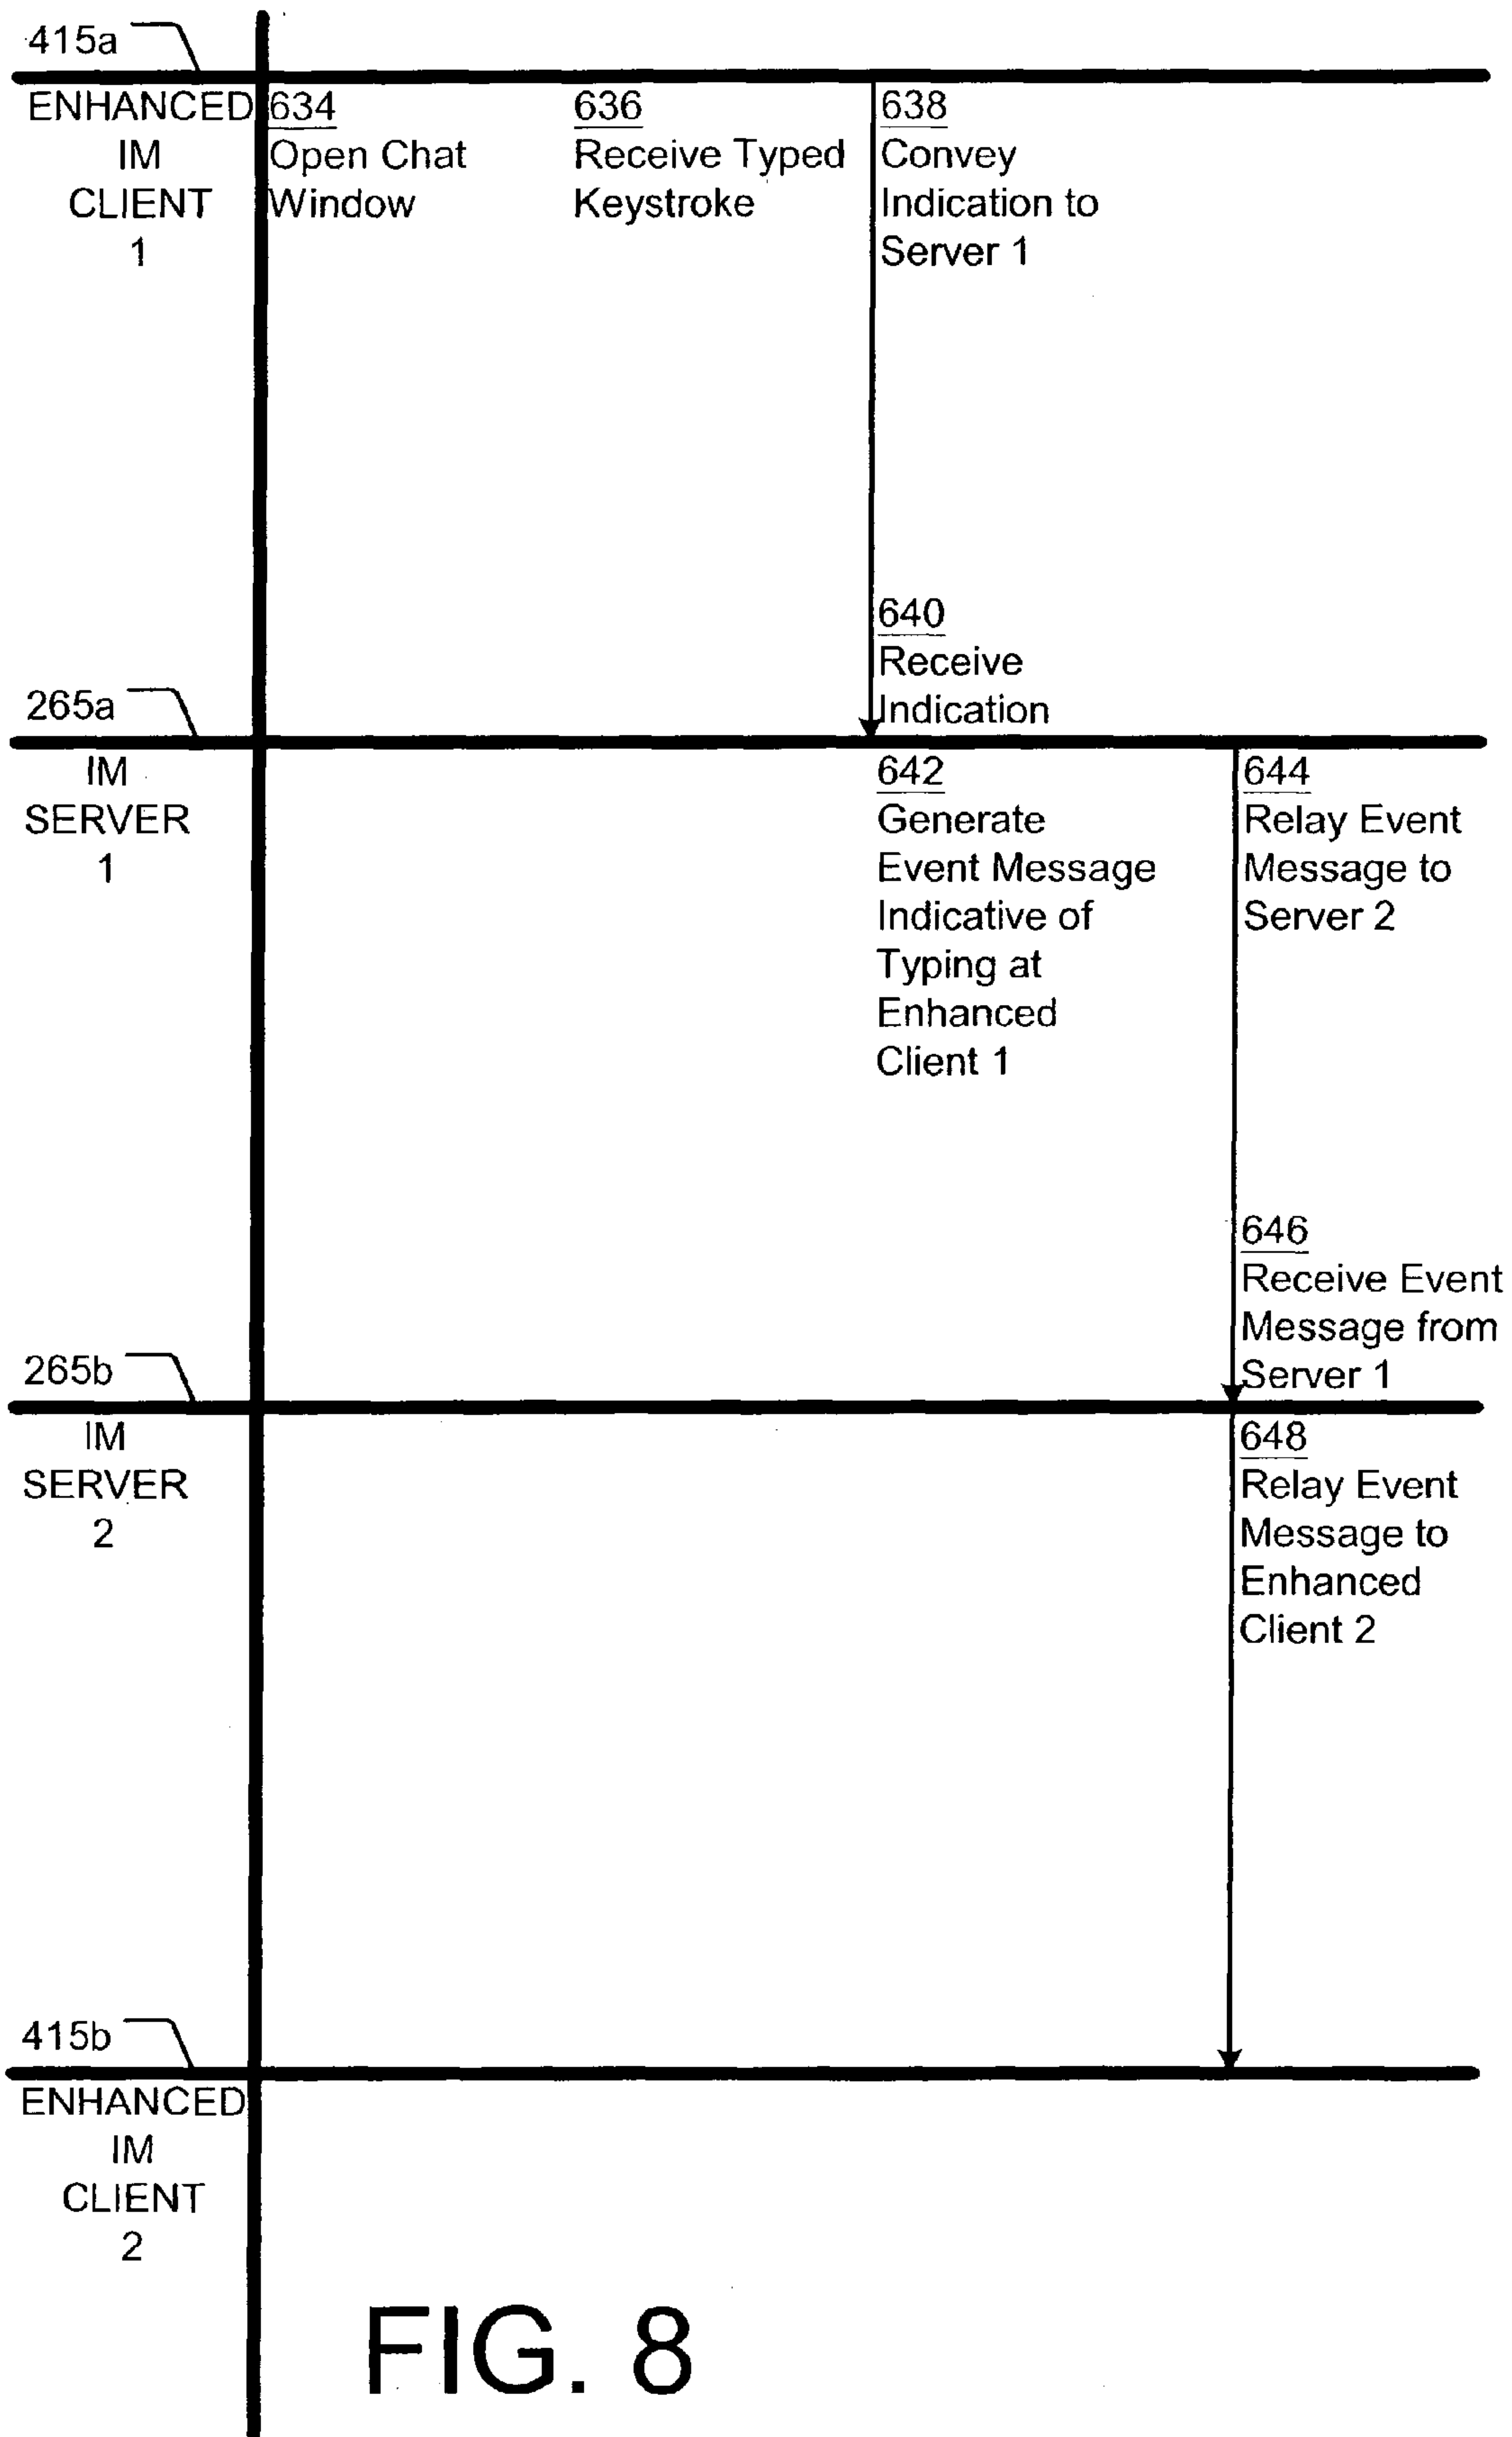 415a
ENHANCED
IM
CLIENT
1
634
Open Chat
Window
636
Receive Typed
Keystroke
638
Convey
Indication to
Server 1
640
Receive
Indication
265a
IM
SERVER
1
642
Generate
Event Message
Indicative of
Typing at
Enhanced
Client 1
644
Relay Event
Message to
Server 2
646
Receive Event
Message from
Server 1
265b
IM
SERVER
2
648
Relay Event
Message to
Enhanced
Client 2
415b
ENHANCED
IM
CLIENT
2
FIG. 8